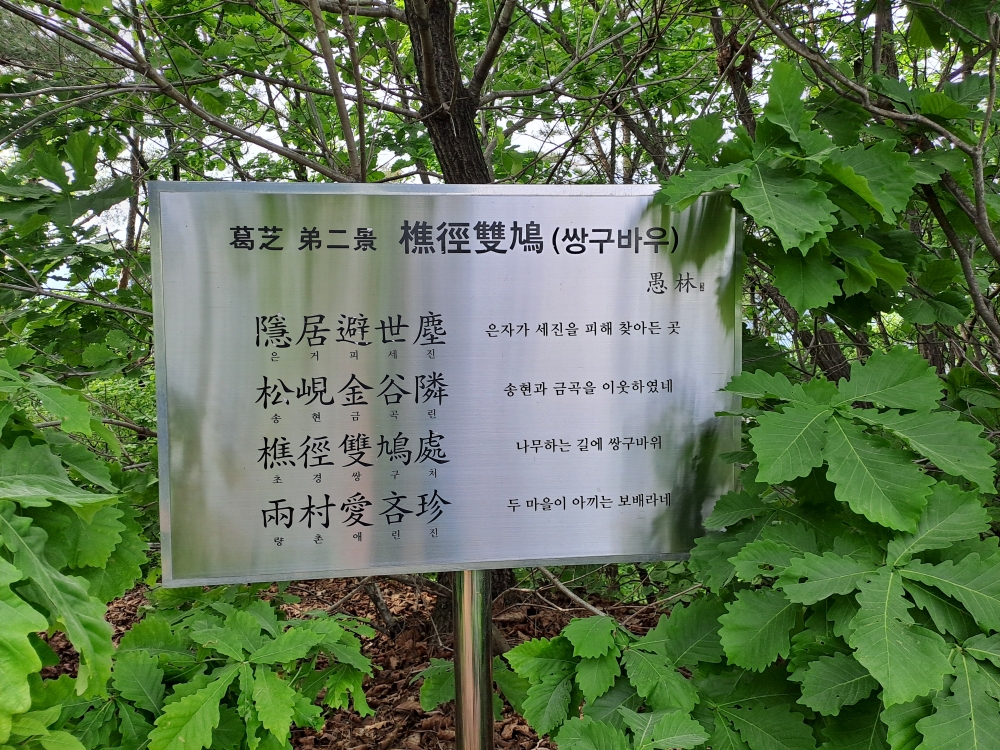 葛芝 弟二景 樵徑雙鳩 (쌍구바우)
愚林
隱居避世塵 은자가 세진을 피해 찾아든 곳
은거피세진
松峴金谷隣 송현과 금곡을 이웃하였네
송현금곡린
樵徑雙鳩處 나무하는 길에 쌍구바위
초경쌍구처
兩村愛吝珍 두 마을이 아끼는 보배라네
량촌애린진